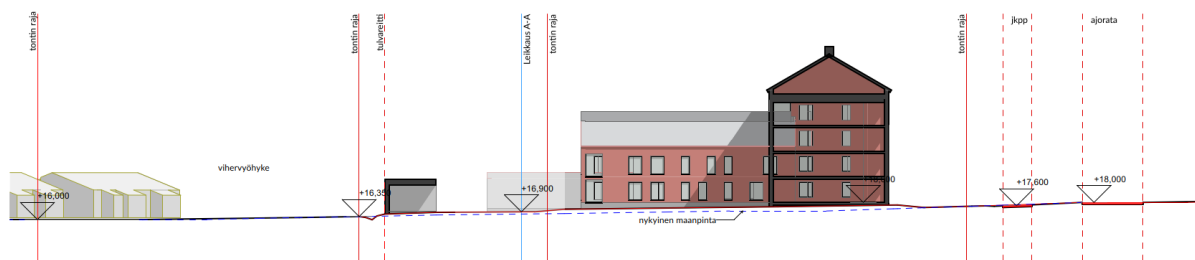 tontin raja
tontin raja
tulvareitti
Leikkaus A-A
tontin raja
tontin raja
jkpp
ajorata
vihervyöhyke
+16,000
+16,350
+16,900
+17,600
+18,000
nykyinen maanpinta